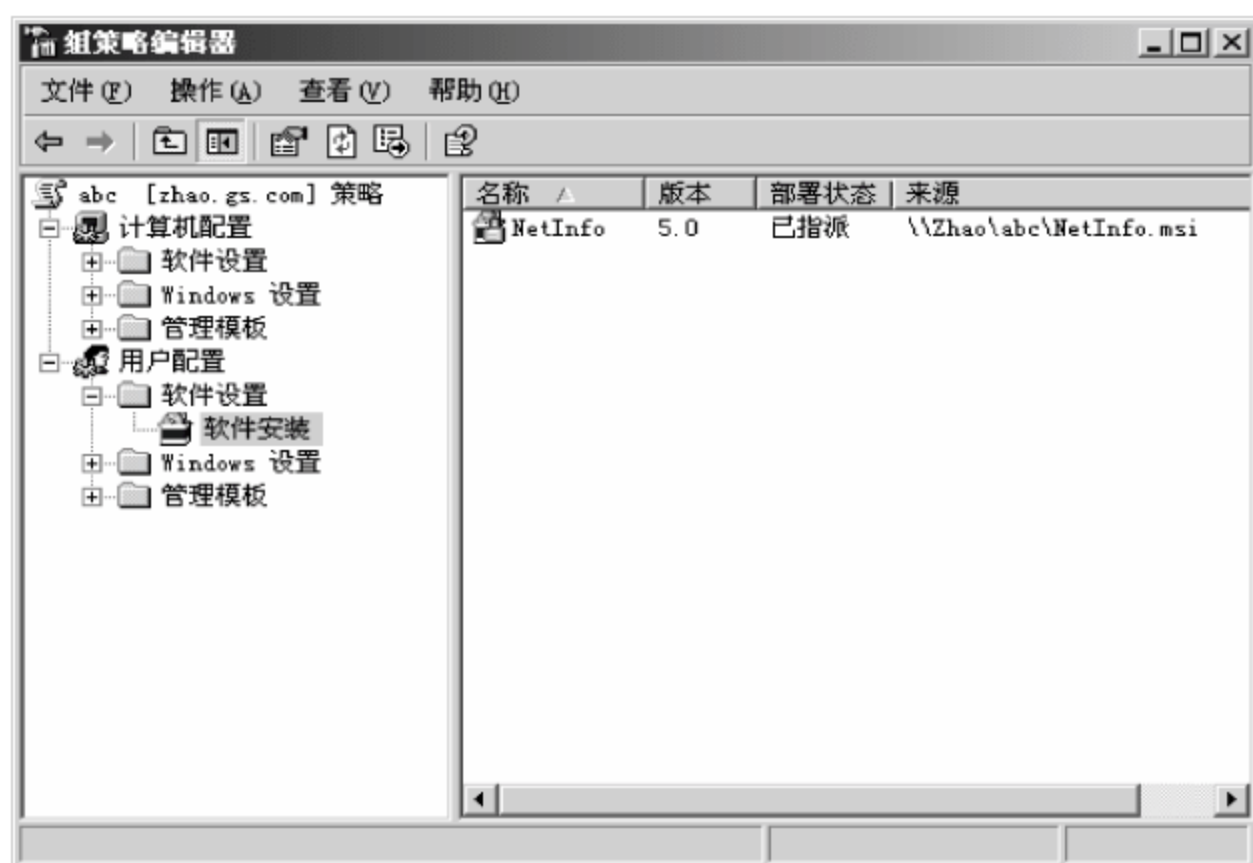 组策略编辑器
文件(F) 操作(A) 查看(V) 帮助(H)
abc [zhao.gs.com] 策略
计算机配置
软件设置
Windows 设置
管理模板
用户配置
软件设置
软件安装
Windows 设置
管理模板
名称 版本 部署状态 来源
NetInfo 5.0 已指派 \\Zhao\abc\NetInfo.msi